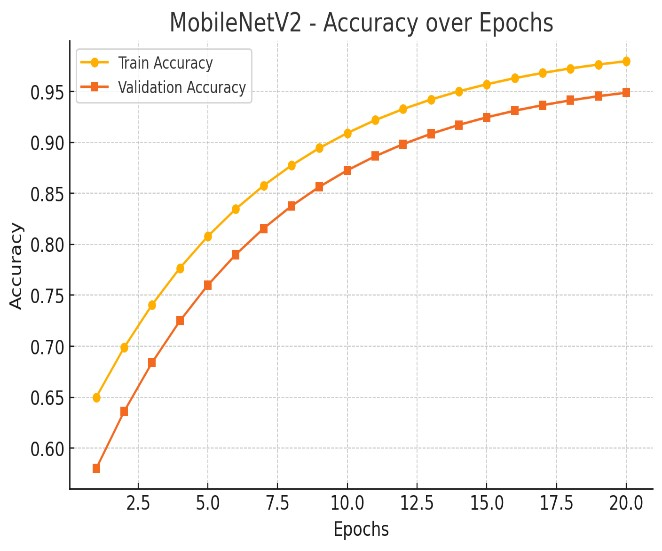 MobileNetV2 - Accuracy over Epochs
Train Accuracy
Validation Accuracy
0.95
0.90
0.85
0.80
0.75
0.70
0.65
0.60
Accuracy
2.5 5.0 7.5 10.0 12.5 15.0 17.5 20.0
Epochs